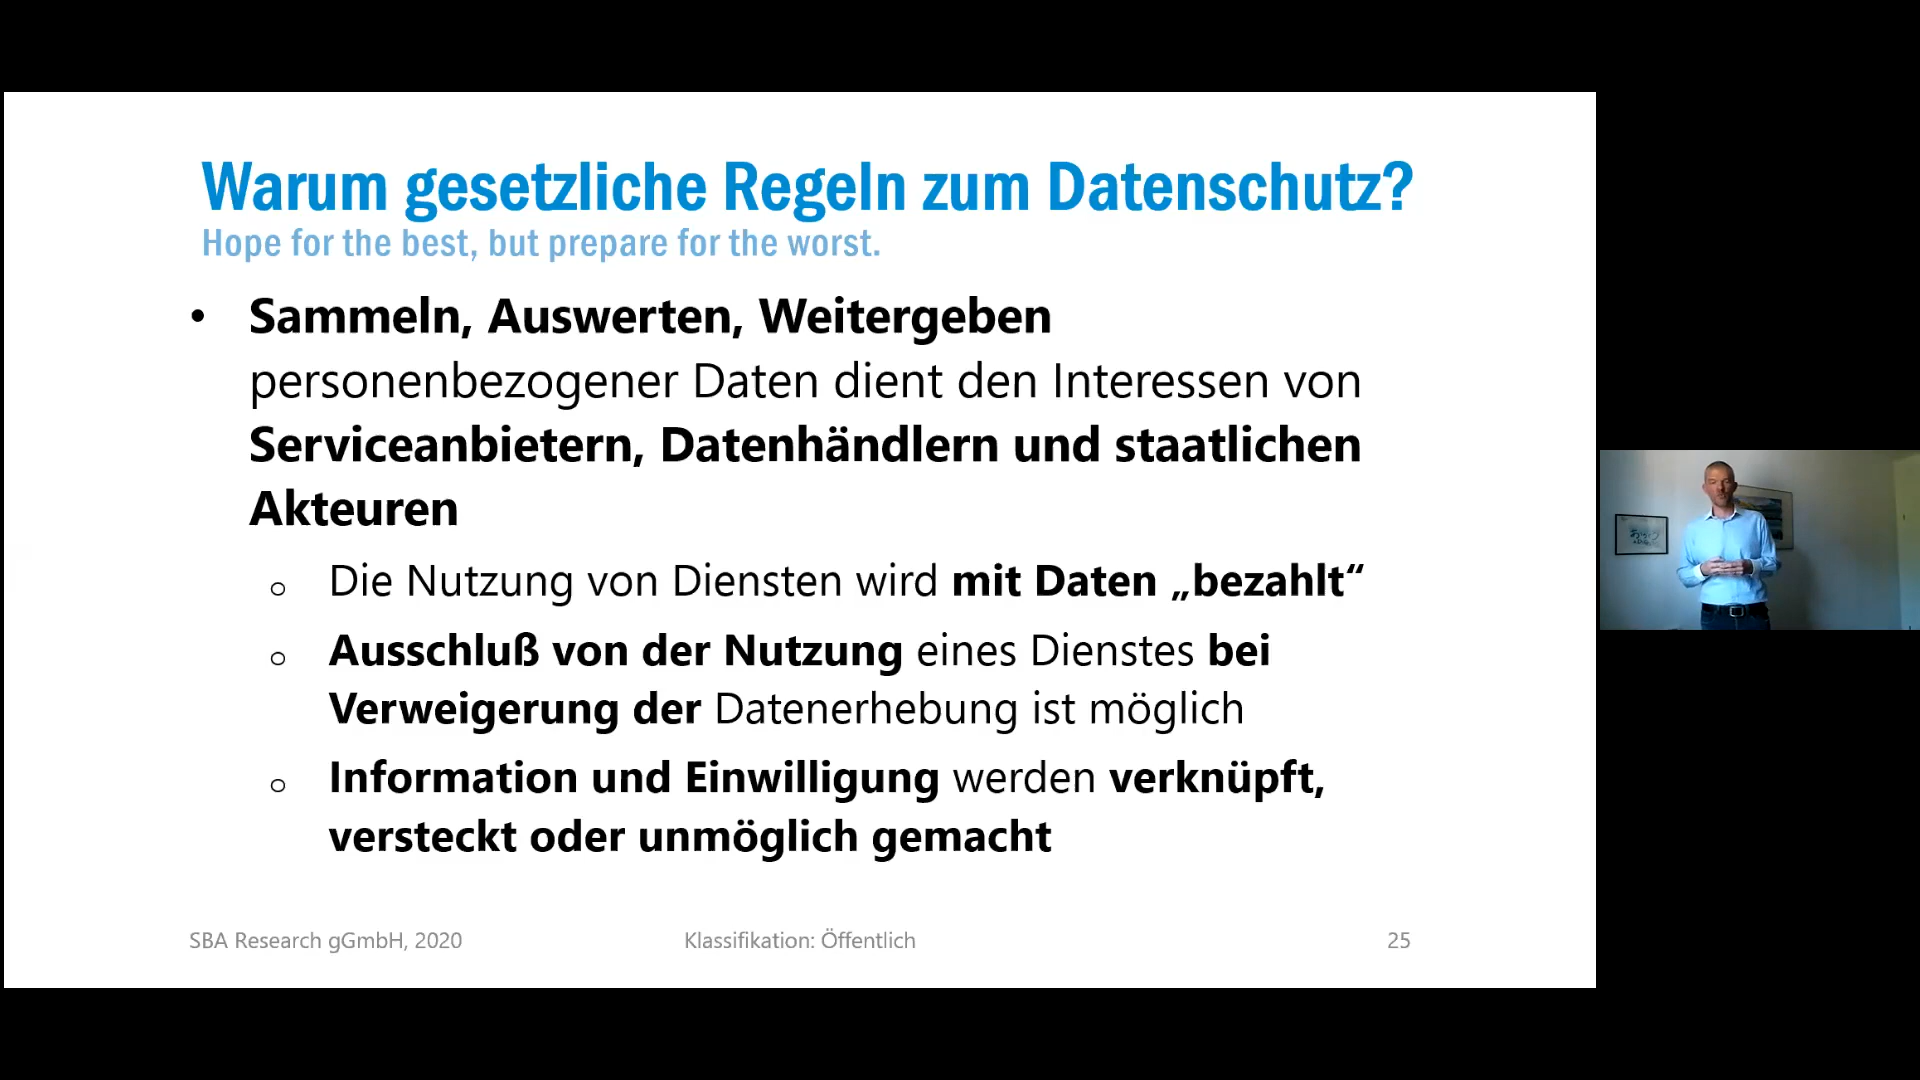 Warum gesetzliche Regeln zum Datenschutz?
Hope for the best, but prepare for the worst.
• Sammeln, Auswerten, Weitergeben
personenbezogener Daten dient den Interessen von
Serviceanbietern, Datenhändlern und staatlichen
Akteuren
o Die Nutzung von Diensten wird mit Daten „bezahlt“
o Ausschluß von der Nutzung eines Dienstes bei
Verweigerung der Datenerhebung ist möglich
o Information und Einwilligung werden verknüpft,
versteckt oder unmöglich gemacht
SBA Research gGmbH, 2020 Klassifikation: Öffentlich 25